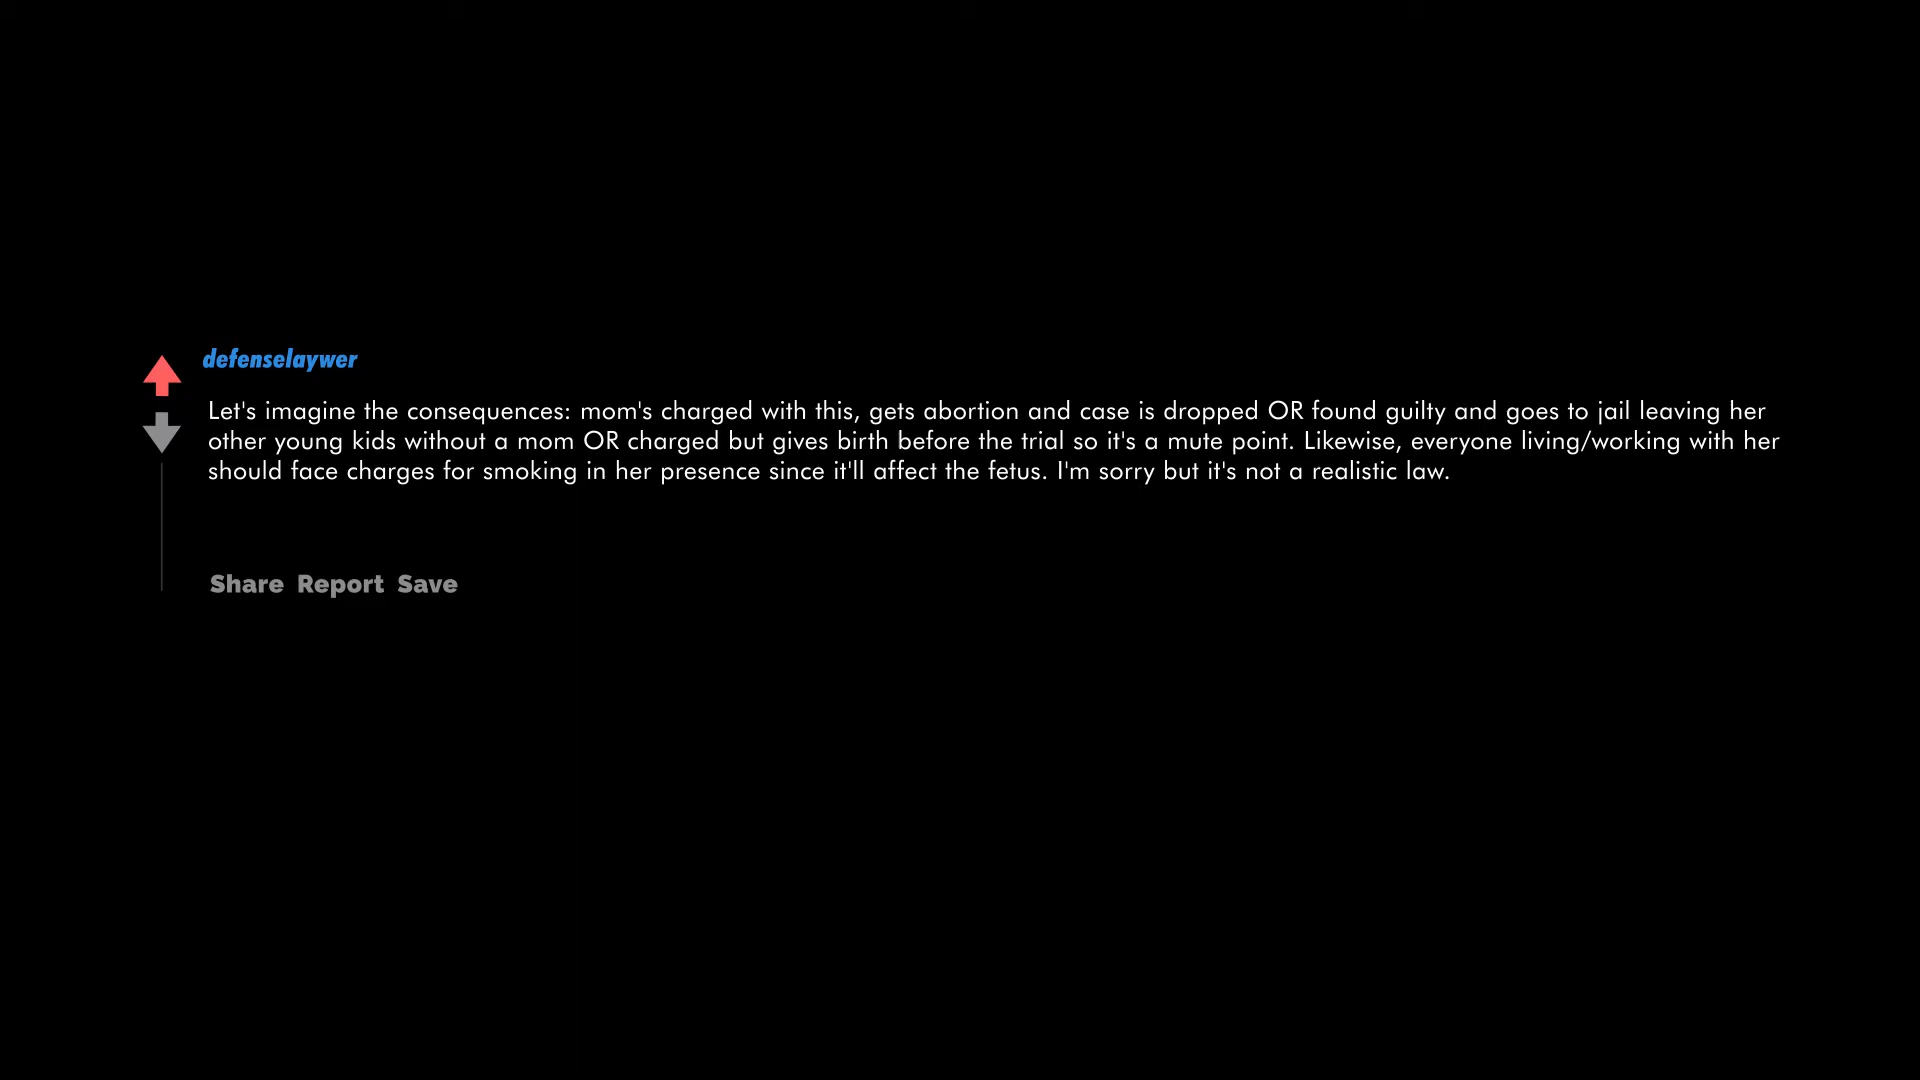 defenselaywer
Let's imagine the consequences: mom's charged with this, gets abortion and case is dropped OR found guilty and goes to jail leaving her
other young kids without a mom OR charged but gives birth before the trial so it's a mute point. Likewise, everyone living/working with her
should face charges for smoking in her presence since it'll affect the fetus. I'm sorry but it's not a realistic law.
Share Report Save